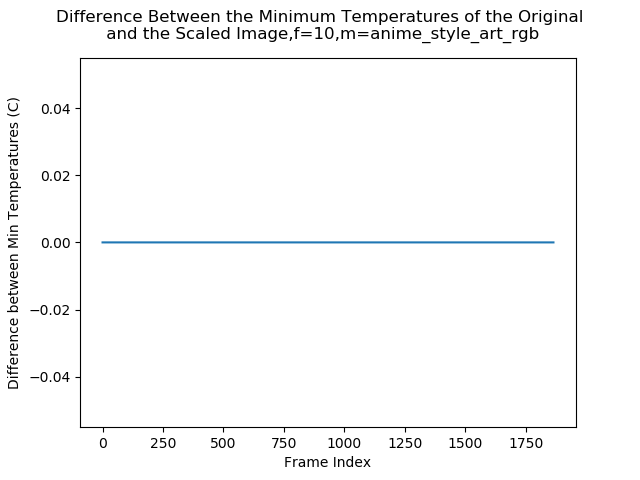 Difference Between the Minimum Temperatures of the Original
and the Scaled Image,f=10,m=anime_style_art_rgb
Difference between Min Temperatures (C)
0.04
0.02
0.00
−0.02
−0.04
0 250 500 750 1000 1250 1500 1750
Frame Index